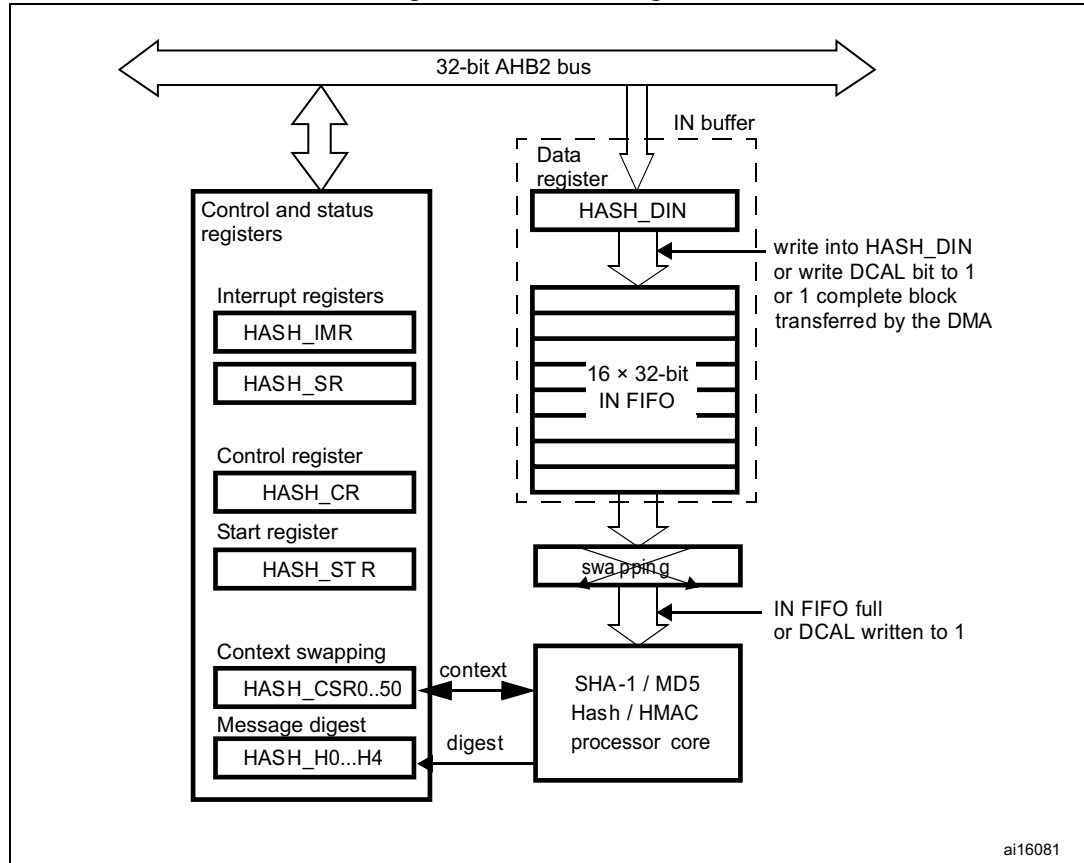 32-bit AHB2 bus
IN buffer
Data
register
HASH_DIN
write into HASH_DIN
or write DCAL bit to 1
or 1 complete block
transferred by the DMA
16 × 32-bit
IN FIFO
swapping
IN FIFO full
or DCAL written to 1
SHA-1 / MD5
Hash / HMAC
processor core
Control and status
registers
Interrupt registers
HASH_IMR
HASH_SR
Control register
HASH_CR
Start register
HASH_ST R
Context swapping
HASH_CSR0..50
context
Message digest
HASH_H0...H4
digest
ai16081